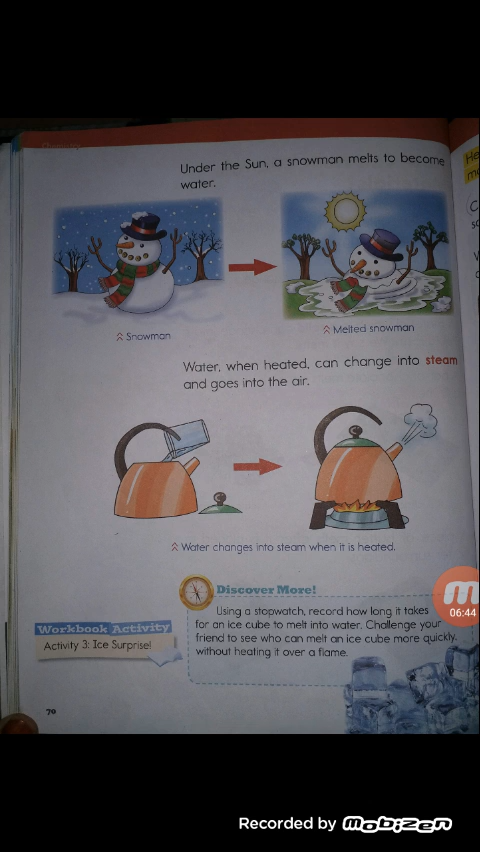 Chemistry
Under the Sun, a snowman melts to become
water.
Snowman
Melted snowman
Water, when heated, can change into steam
and goes into the air.
Water changes into steam when it is heated.
Discover More!
Using a stopwatch, record how long it takes
for an ice cube to melt into water. Challenge your
friend to see who can melt an ice cube more quickly,
without heating it over a flame.
Workbook Activity
Activity 3: Ice Surprise!
70
06:44
Recorded by Mobizen